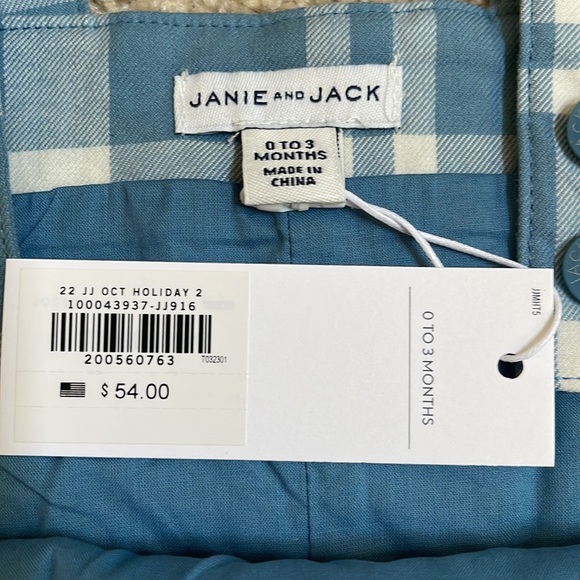 JANIE AND JACK
0 TO 3
MONTHS
MADE IN
CHINA
22 JJ OCT HOLIDAY 2
100043937-JJ916
200560763
T032301
$ 54.00
0 TO 3 MONTHS
JJMHT5